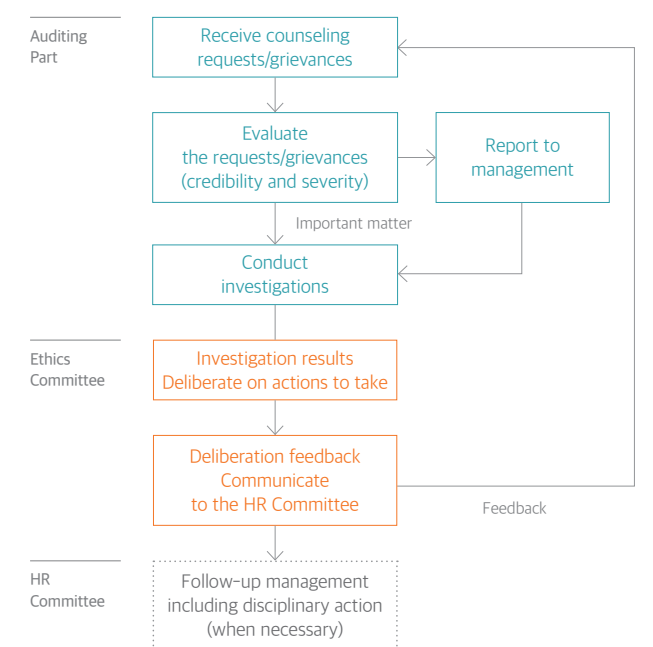 Auditing
Part
Receive counseling
requests/grievances
Evaluate
the requests/grievances
(credibility and severity)
Report to
management
Important matter
Conduct
investigations
Ethics
Committee
Investigation results
Deliberate on actions to take
Deliberation feedback
Communicate
to the HR Committee
Feedback
HR
Committee
Follow-up management
including disciplinary action
(when necessary)